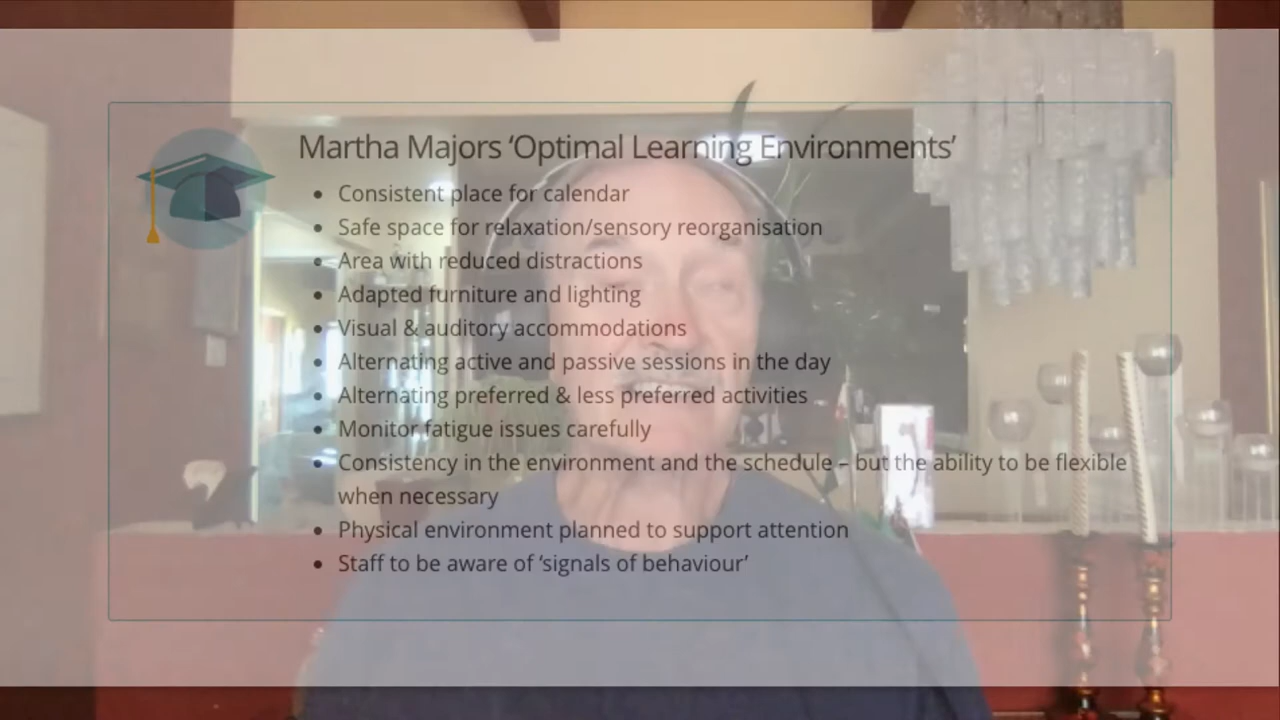 Martha Majors ‘Optimal Learning Environments’
• Consistent place for calendar
• Safe space for relaxation/sensory reorganisation
• Area with reduced distractions
• Adapted furniture and lighting
• Visual & auditory accommodations
• Alternating active and passive sessions in the day
• Alternating preferred & less preferred activities
• Monitor fatigue issues carefully
• Consistency in the environment and the schedule – but the ability to be flexible
when necessary
• Physical environment planned to support attention
• Staff to be aware of ‘signals of behaviour’